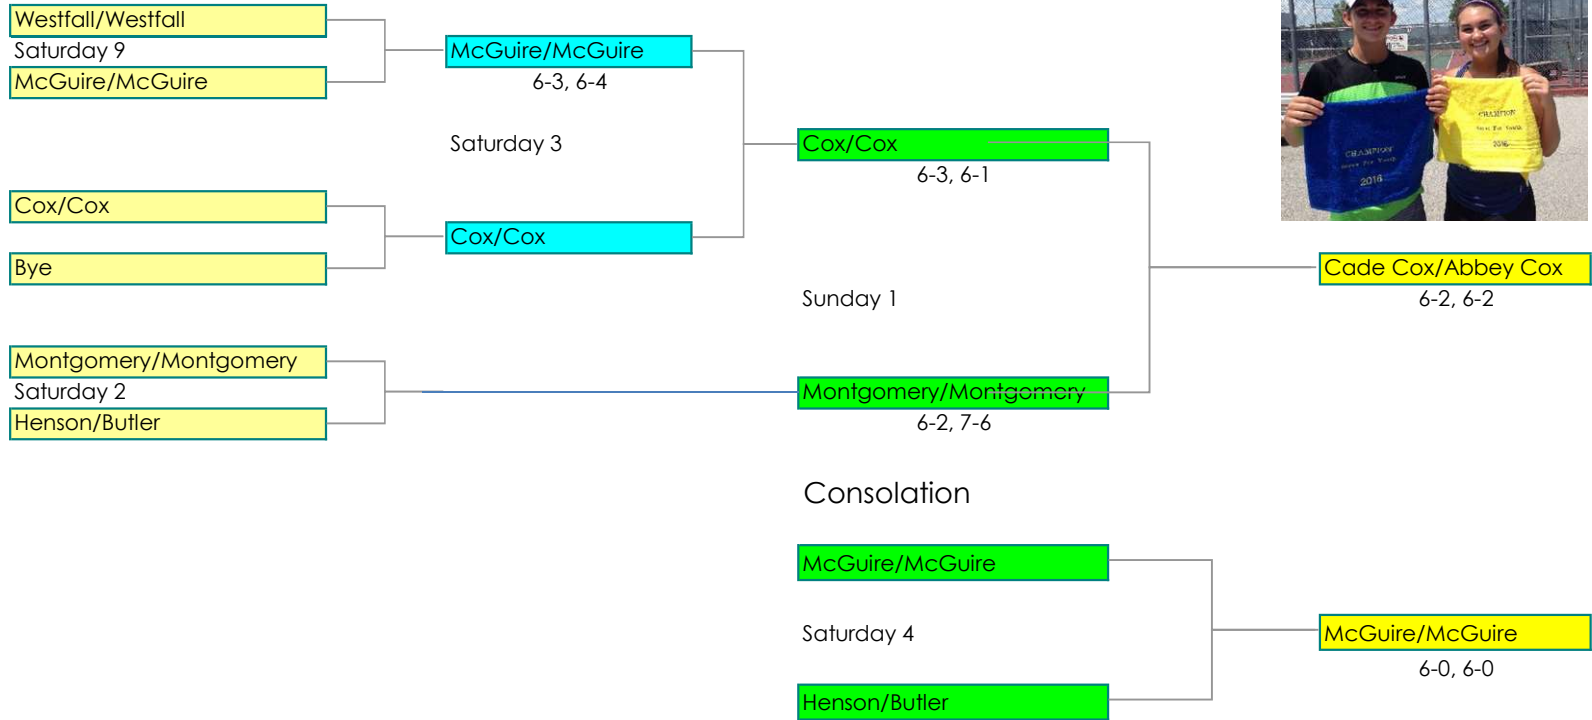 Westfall/Westfall
Saturday 9
McGuire/McGuire
McGuire/McGuire
6-3, 6-4
Saturday 3
Cox/Cox
Bye
Cox/Cox
Cox/Cox
6-3, 6-1
CHAMPION
2016
CHAMPION
2016
Sunday 1
Cade Cox/Abbey Cox
6-2, 6-2
Montgomery/Montgomery
Saturday 2
Henson/Butler
Montgomery/Montgomery
6-2, 7-6
Consolation
McGuire/McGuire
Saturday 4
Henson/Butler
McGuire/McGuire
6-0, 6-0